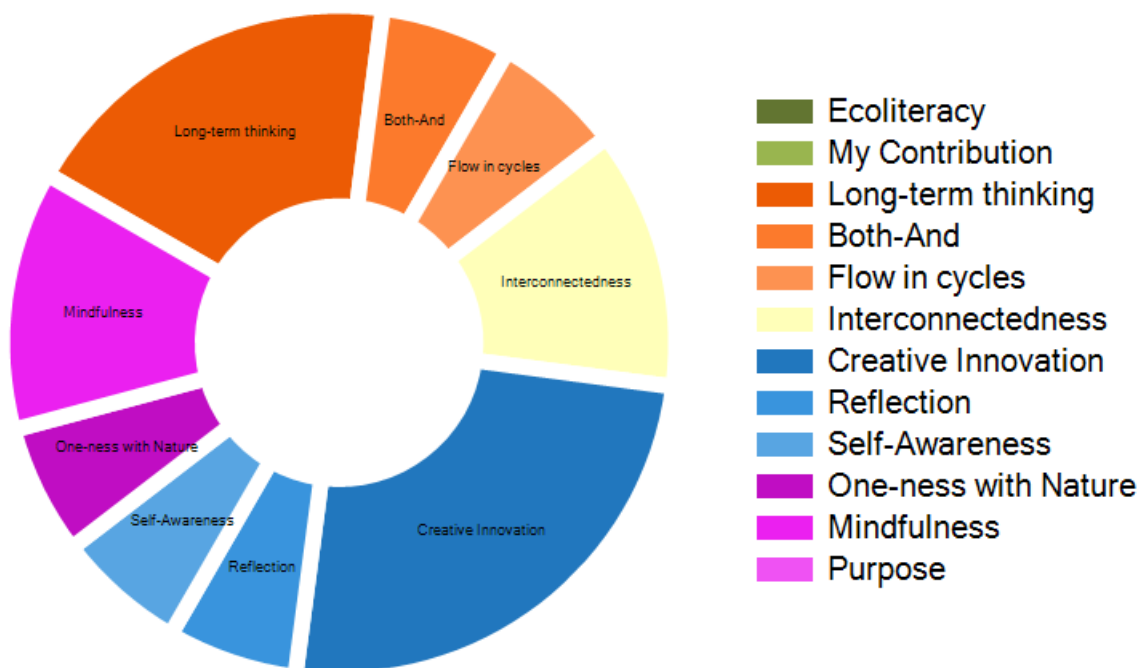 Long-term thinking
Both-And
Flow in cycles
Interconnectedness
Mindfulness
One-ness with Nature
Self-Awareness
Reflection
Creative Innovation
Ecoliteracy
My Contribution
Long-term thinking
Both-And
Flow in cycles
Interconnectedness
Creative Innovation
Reflection
Self-Awareness
One-ness with Nature
Mindfulness
Purpose